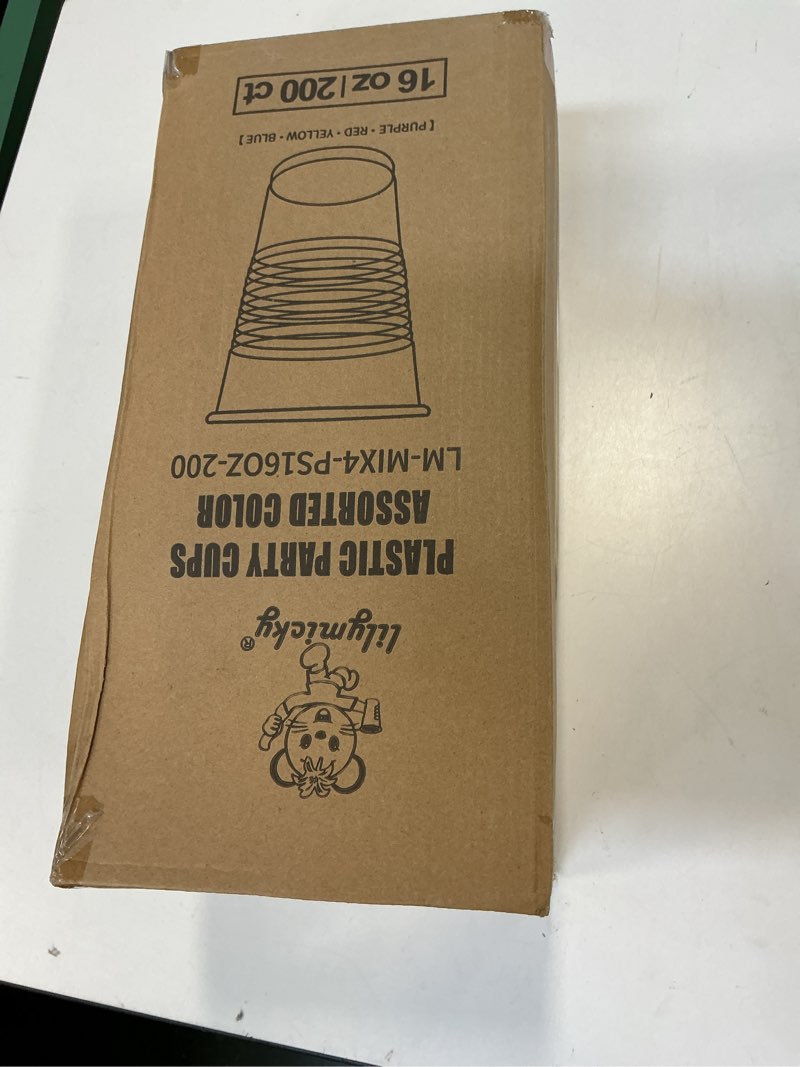 lilymicky®
PLASTIC PARTY CUPS
ASSORTED COLOR
LM-MIX4-PS16OZ-200
[ PURPLE • RED • YELLOW • BLUE ]
16 oz | 200 ct